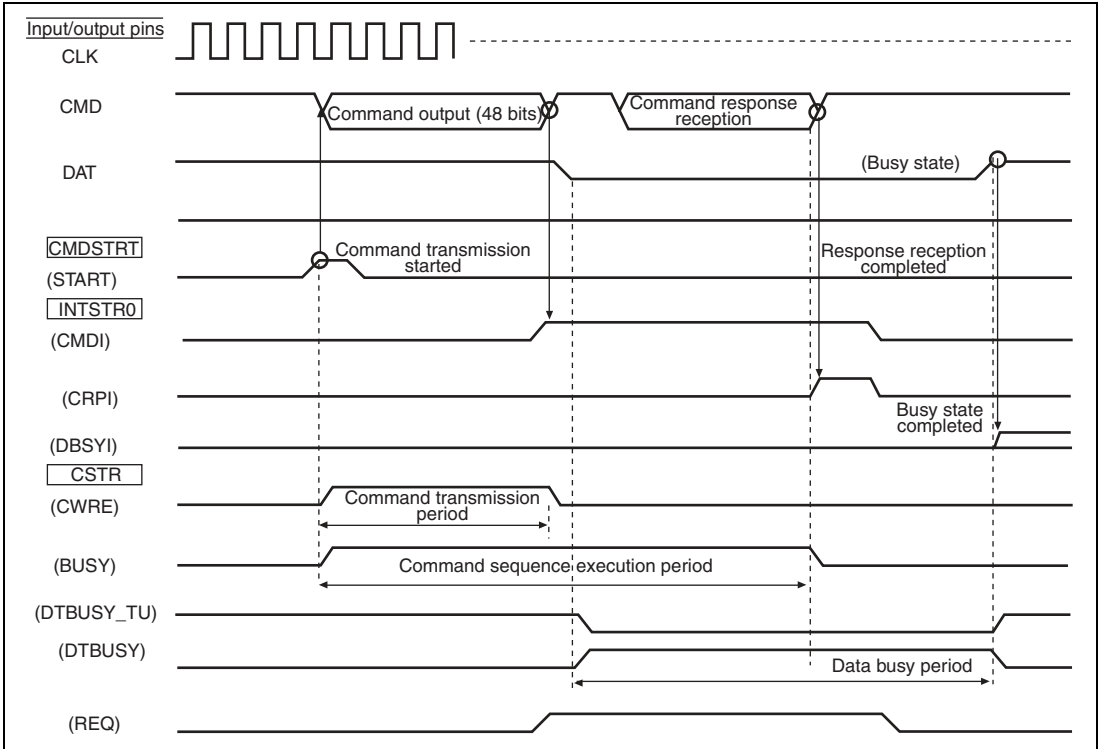 Input/output pins
CLK
CMD
Command output (48 bits)
Command response
reception
DAT
(Busy state)
CMDSTRT
(START)
Command transmission
started
Response reception
completed
INTSTR0
(CMDI)
(CRPI)
Busy state
completed
(DBSYI)
CSTR
(CWRE)
Command transmission
period
(BUSY)
Command sequence execution period
(DTBUSY_TU)
(DTBUSY)
Data busy period
(REQ)